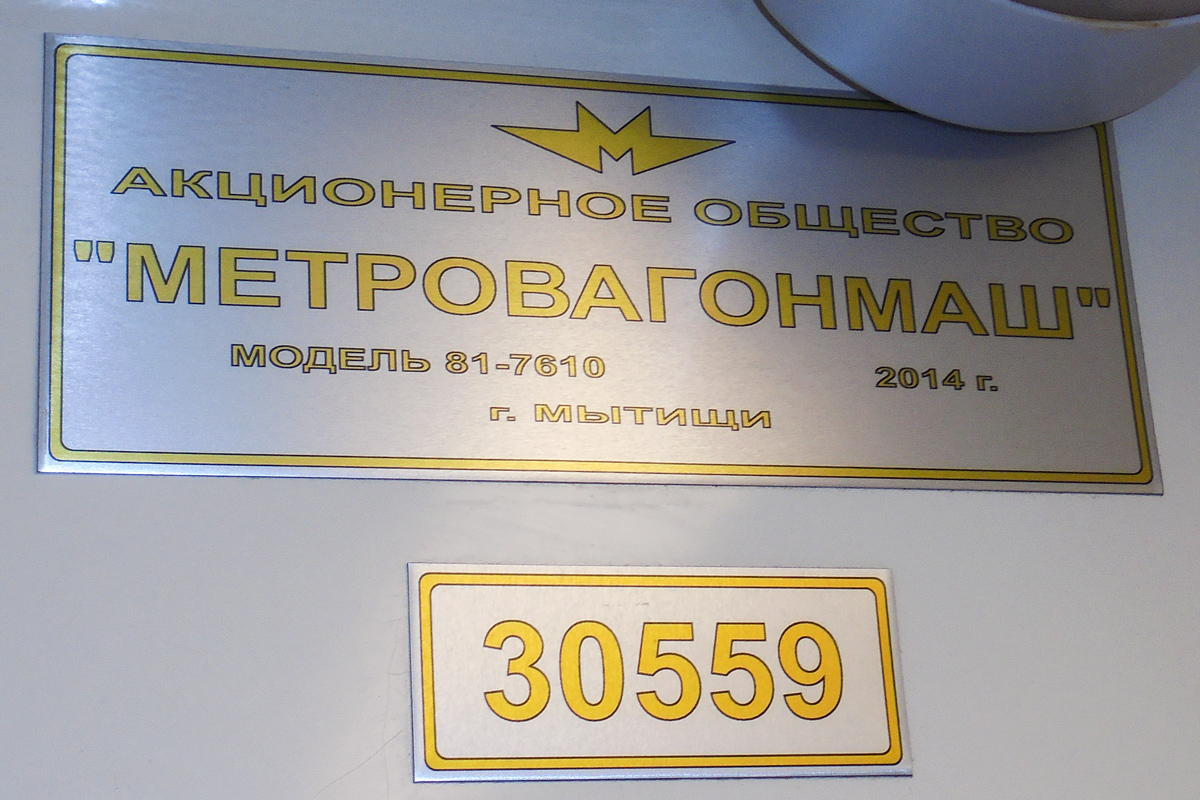 АКЦИОНЕРНОЕ ОБЩЕСТВО
"МЕТРОВАГОНМАШ"
МОДЕЛЬ 81-7610 2014 г.
г. МЫТИЩИ
30559